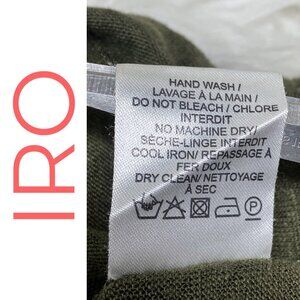 IRO
HAND WASH /
LAVAGE À LA MAIN /
DO NOT BLEACH / CHLORE
INTERDIT
NO MACHINE DRY/
SÈCHE-LINGE INTERDIT
COOL IRON/ REPASSAGE À
FER DOUX
DRY CLEAN/ NETTOYAGE
À SEC
P